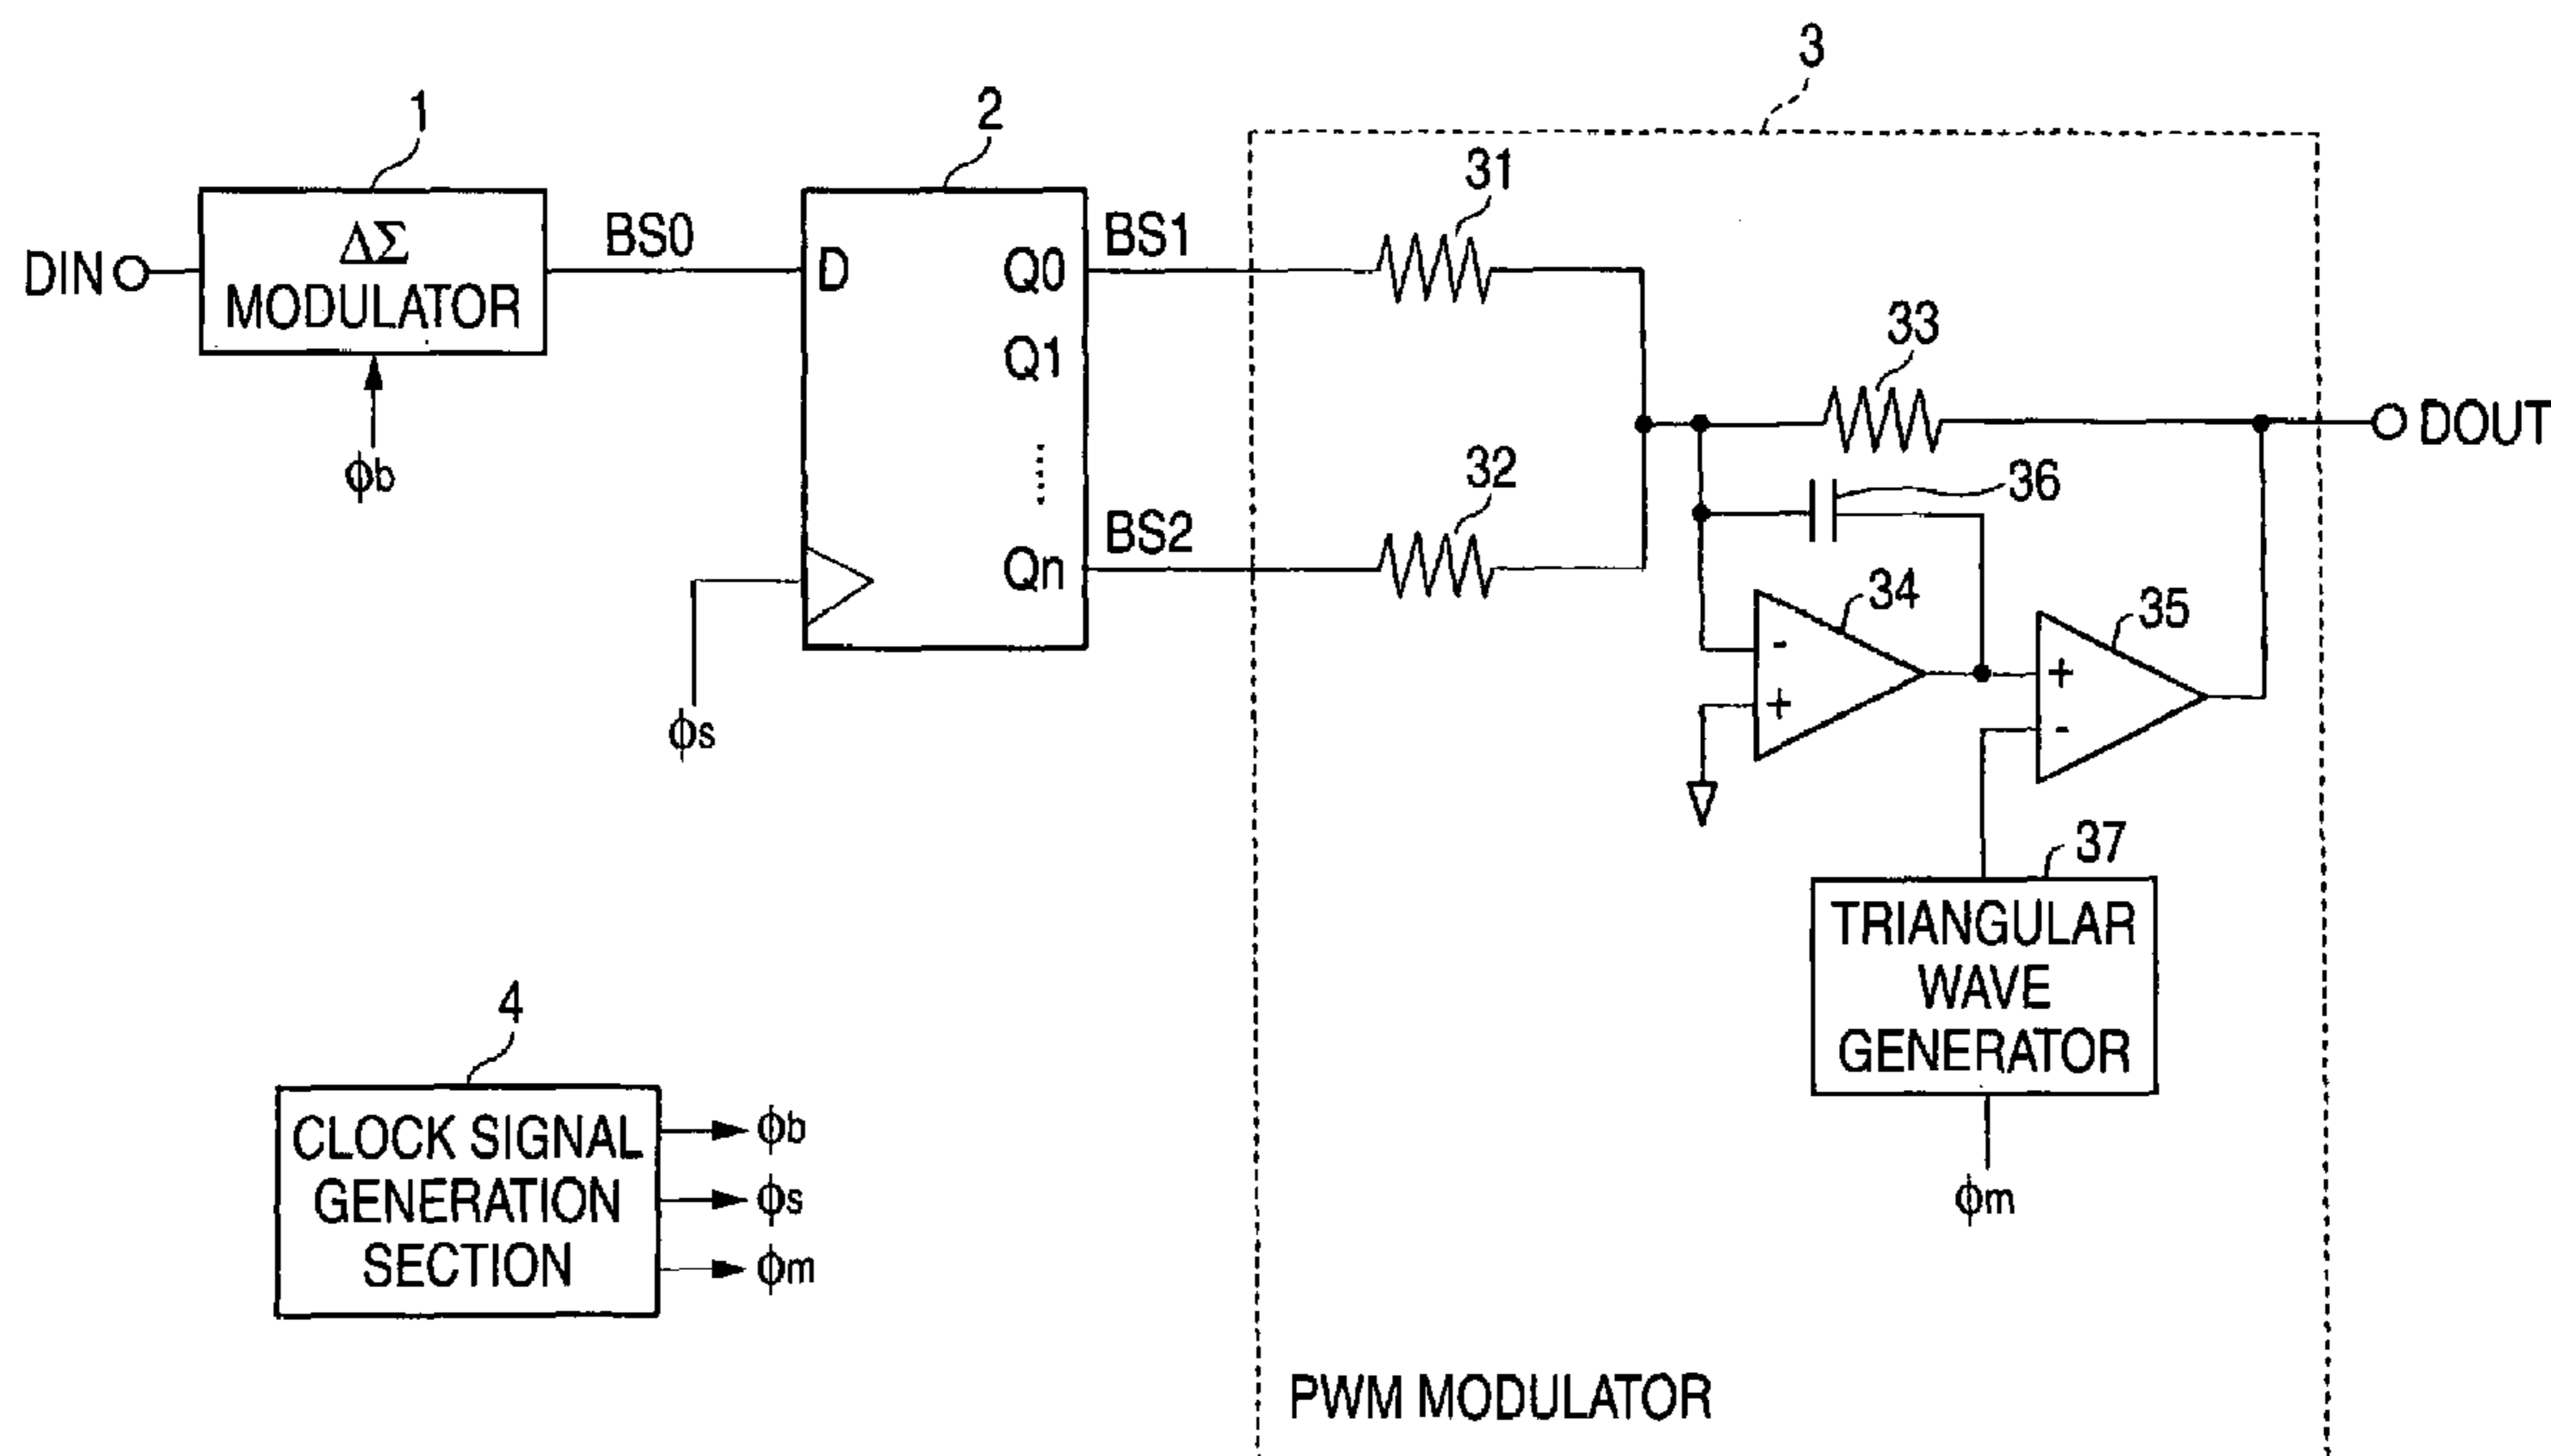 3
1
2
31
DIN
ΔΣ
MODULATOR
BS0
D
Q0
BS1
Q1
33
DOUT
φb
.....
32
36
Qn
BS2
34
35
φs
- 
+
+
-
37
TRIANGULAR
WAVE
GENERATOR
φm
4
CLOCK SIGNAL
GENERATION
SECTION
φb
φs
φm
PWM MODULATOR